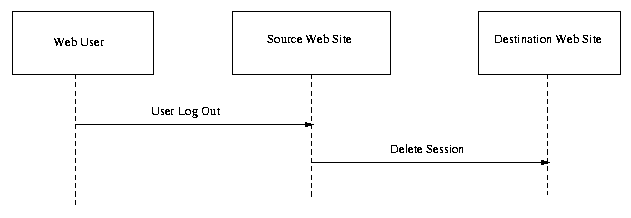 Web User
Source Web Site
Destination Web Site
User Log Out
Delete Session